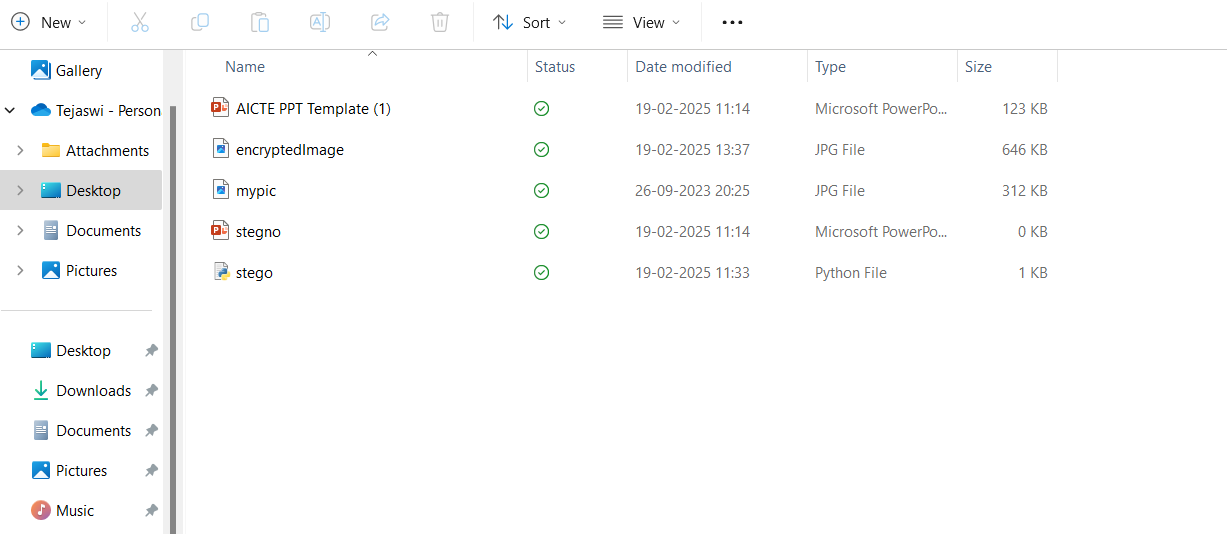 New Sort View
Gallery
Tejaswi - Person
Attachments
Desktop
Documents
Pictures
Desktop
Downloads
Documents
Pictures
Music
Name Status Date modified Type Size
AICTE PPT Template (1) 19-02-2025 11:14 Microsoft PowerPo... 123 KB
encryptedImage 19-02-2025 13:37 JPG File 646 KB
mypic 26-09-2023 20:25 JPG File 312 KB
stegno 19-02-2025 11:14 Microsoft PowerPo... 0 KB
stego 19-02-2025 11:33 Python File 1 KB